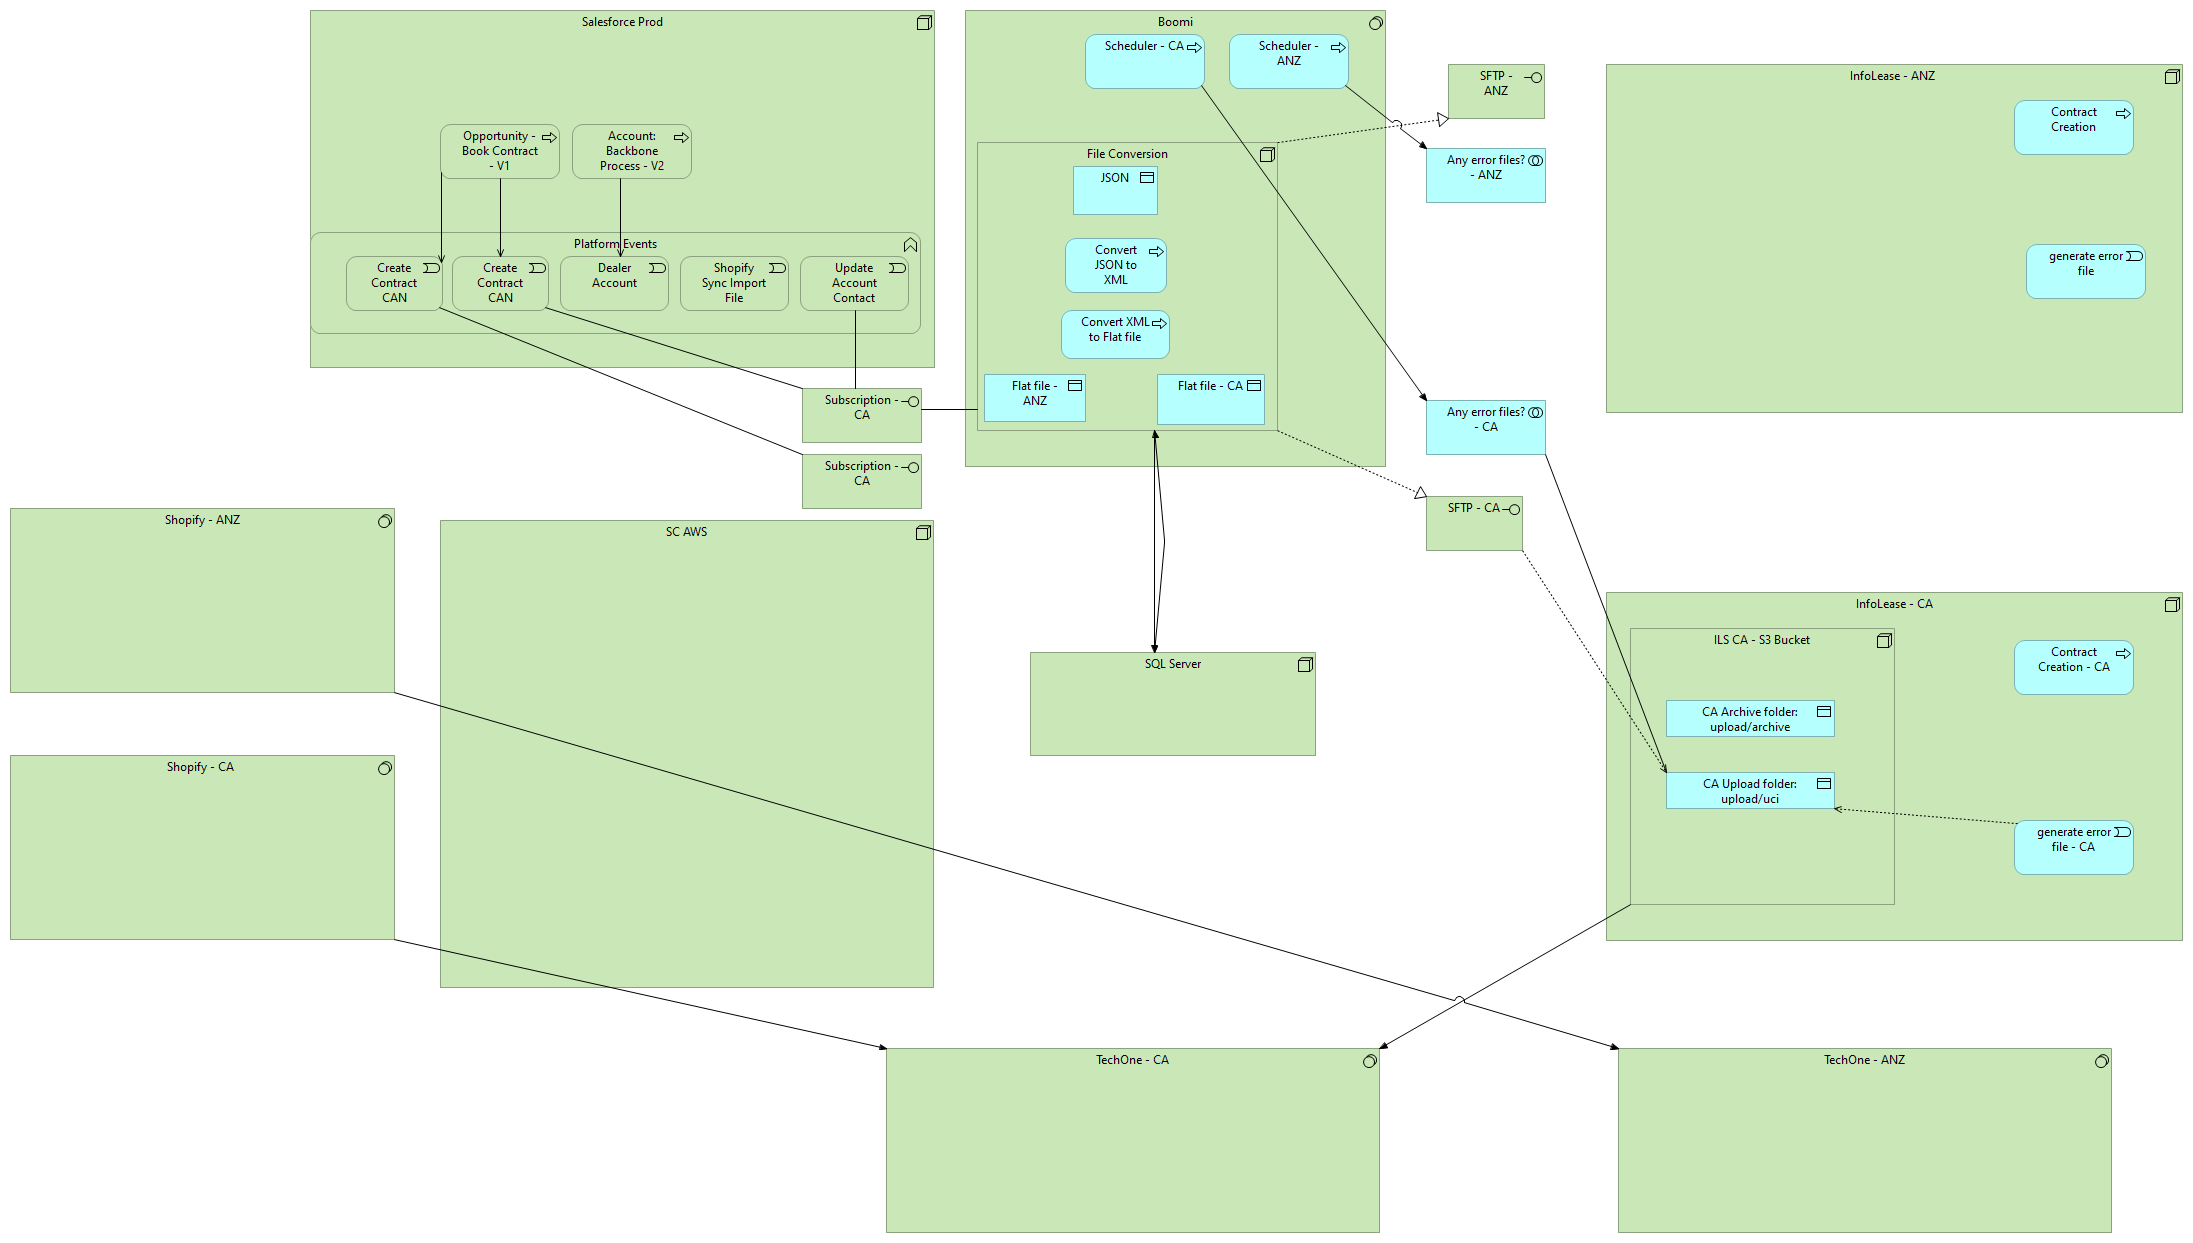 Salesforce Prod
Opportunity -
Book Contract
- V1
Account:
Backbone
Process - V2
Platform Events
Create
Contract
CAN
Create
Contract
CAN
Dealer
Account
Shopify
Sync Import
File
Update
Account
Contact
Boomi
Scheduler - CA
Scheduler -
ANZ
File Conversion
JSON
Convert
JSON to
XML
Convert XML
to Flat file
Flat file -
ANZ
Flat file - CA
SFTP -
ANZ
Any error files?
- ANZ
InfoLease - ANZ
Contract
Creation
generate error
file
Subscription -
CA
Subscription -
CA
Any error files?
- CA
SFTP - CA
Shopify - ANZ
SC AWS
SQL Server
InfoLease - CA
ILS CA - S3 Bucket
CA Archive folder:
upload/archive
CA Upload folder:
upload/uci
Contract
Creation - CA
generate error
file - CA
Shopify - CA
TechOne - CA
TechOne - ANZ